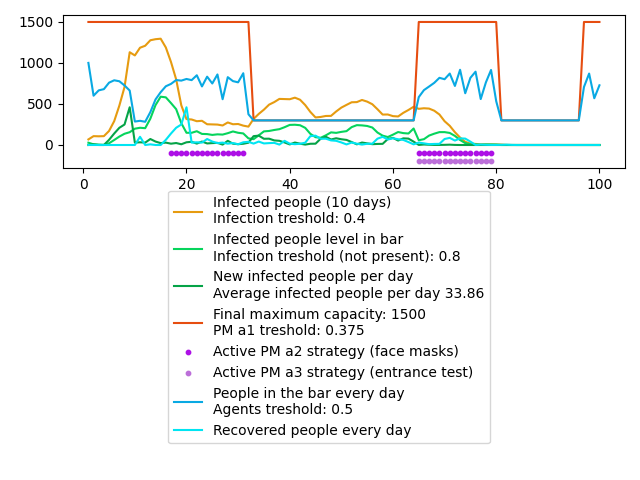 1500
1000
500
0
0
20
40
60
80
100
Infected people (10 days)
Infection treshold: 0.4
Infected people level in bar
Infection treshold (not present): 0.8
New infected people per day
Average infected people per day 33.86
Final maximum capacity: 1500
PM a1 treshold: 0.375
Active PM a2 strategy (face masks)
Active PM a3 strategy (entrance test)
People in the bar every day
Agents treshold: 0.5
Recovered people every day